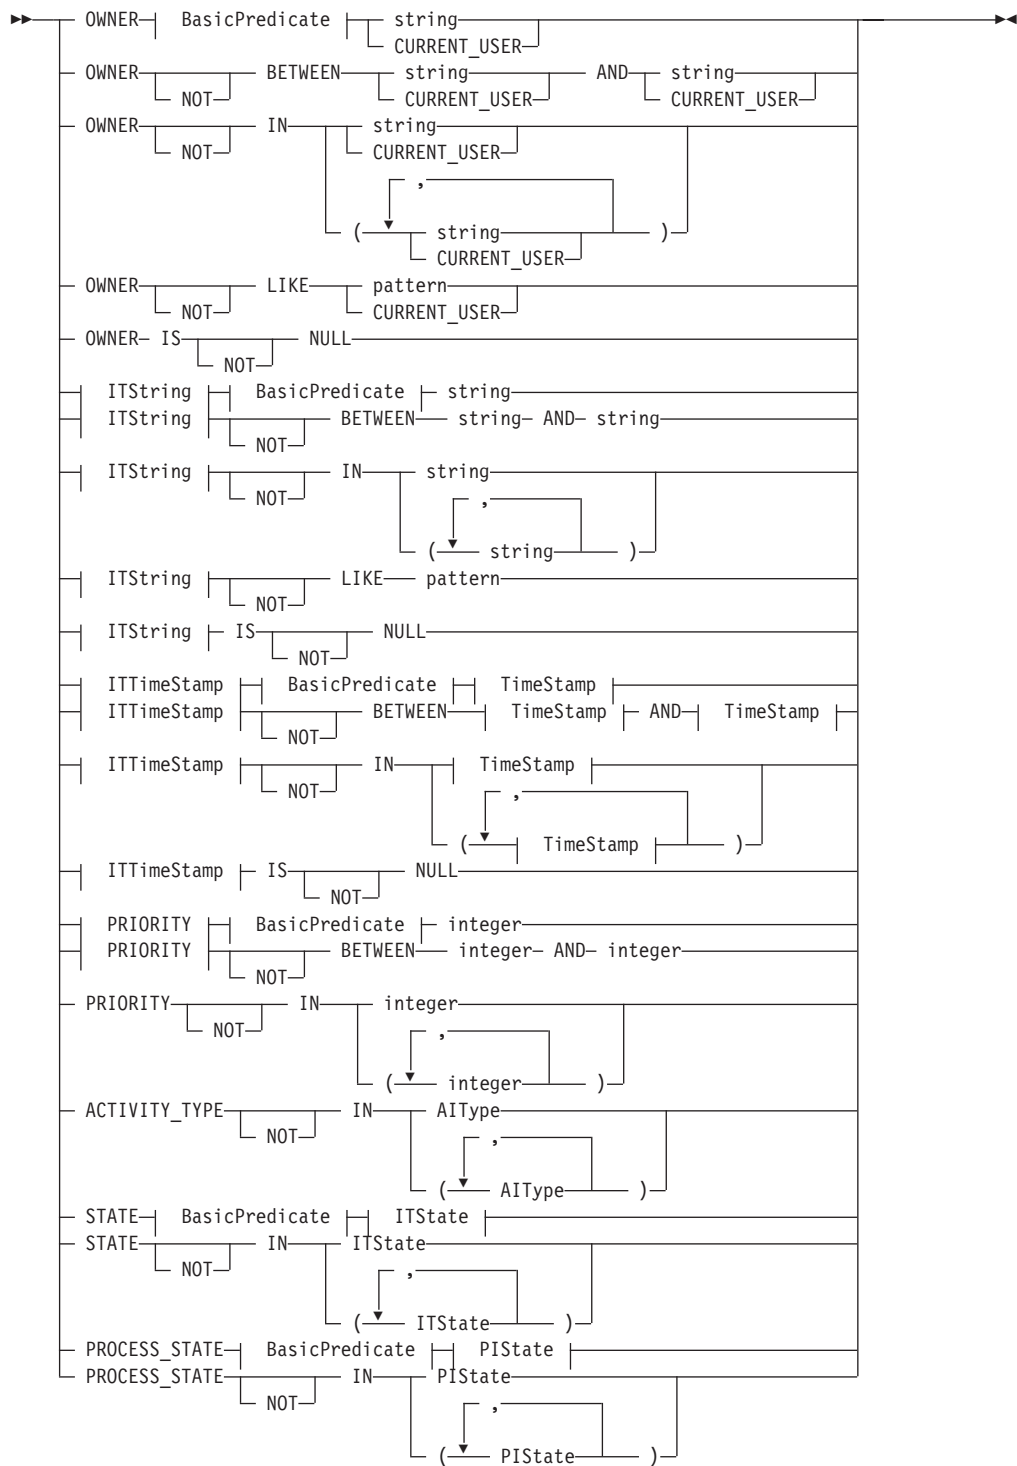 OWNER BasicPredicate string
CURRENT_USER
OWNER BETWEEN string AND string
NOT CURRENT_USER CURRENT_USER
OWNER IN string
NOT CURRENT_USER
,
( string )
CURRENT_USER
OWNER LIKE pattern
NOT CURRENT_USER
OWNER IS NULL
NOT
ITString BasicPredicate string
ITString BETWEEN string AND string
NOT
ITString IN string
NOT ,
( string )
ITString LIKE pattern
NOT
ITString IS NULL
NOT
ITTimeStamp BasicPredicate TimeStamp
ITTimeStamp BETWEEN TimeStamp AND TimeStamp
NOT
ITTimeStamp IN TimeStamp
NOT ,
( TimeStamp )
ITTimeStamp IS NULL
NOT
PRIORITY BasicPredicate integer
PRIORITY BETWEEN integer AND integer
NOT
PRIORITY IN integer
NOT ,
( integer )
ACTIVITY_TYPE IN AIType
NOT ,
( AIType )
STATE BasicPredicate ITState
STATE IN ITState
NOT ,
( ITState )
PROCESS_STATE BasicPredicate PIState
PROCESS_STATE IN PIState
NOT ,
( PIState )